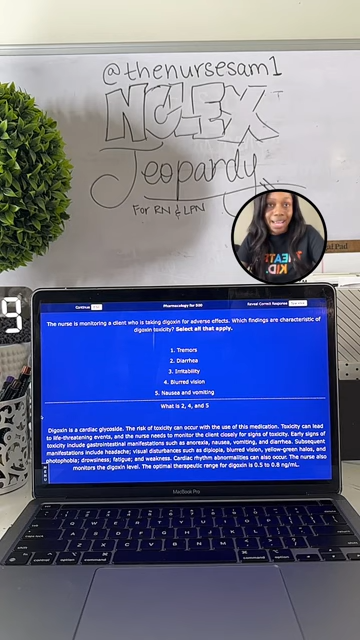 @thenursesam1
NCLEX
Jeopardy
For RN & LPN
9
Continue
Pharmacology for 500
Reveal Correct Response
The nurse is monitoring a client who is taking digoxin for adverse effects. Which findings are characteristic of
digoxin toxicity? Select all that apply.
1. Tremors
2. Diarrhea
3. Irritability
4. Blurred vision
5. Nausea and vomiting
What is 2, 4, and 5
Digoxin is a cardiac glycoside. The risk of toxicity can occur with the use of this medication. Toxicity can lead
to life-threatening events, and the nurse needs to monitor the client closely for signs of toxicity. Early signs of
toxicity include gastrointestinal manifestations such as anorexia, nausea, vomiting, and diarrhea. Subsequent
manifestations include headache; visual disturbances such as diplopia, blurred vision, yellow-green halos, and
photophobia; drowsiness; fatigue; and weakness. Cardiac rhythm abnormalities can also occur. The nurse also
monitors the digoxin level. The optimal therapeutic range for digoxin is 0.5 to 0.8 ng/mL.
MacBook Pro